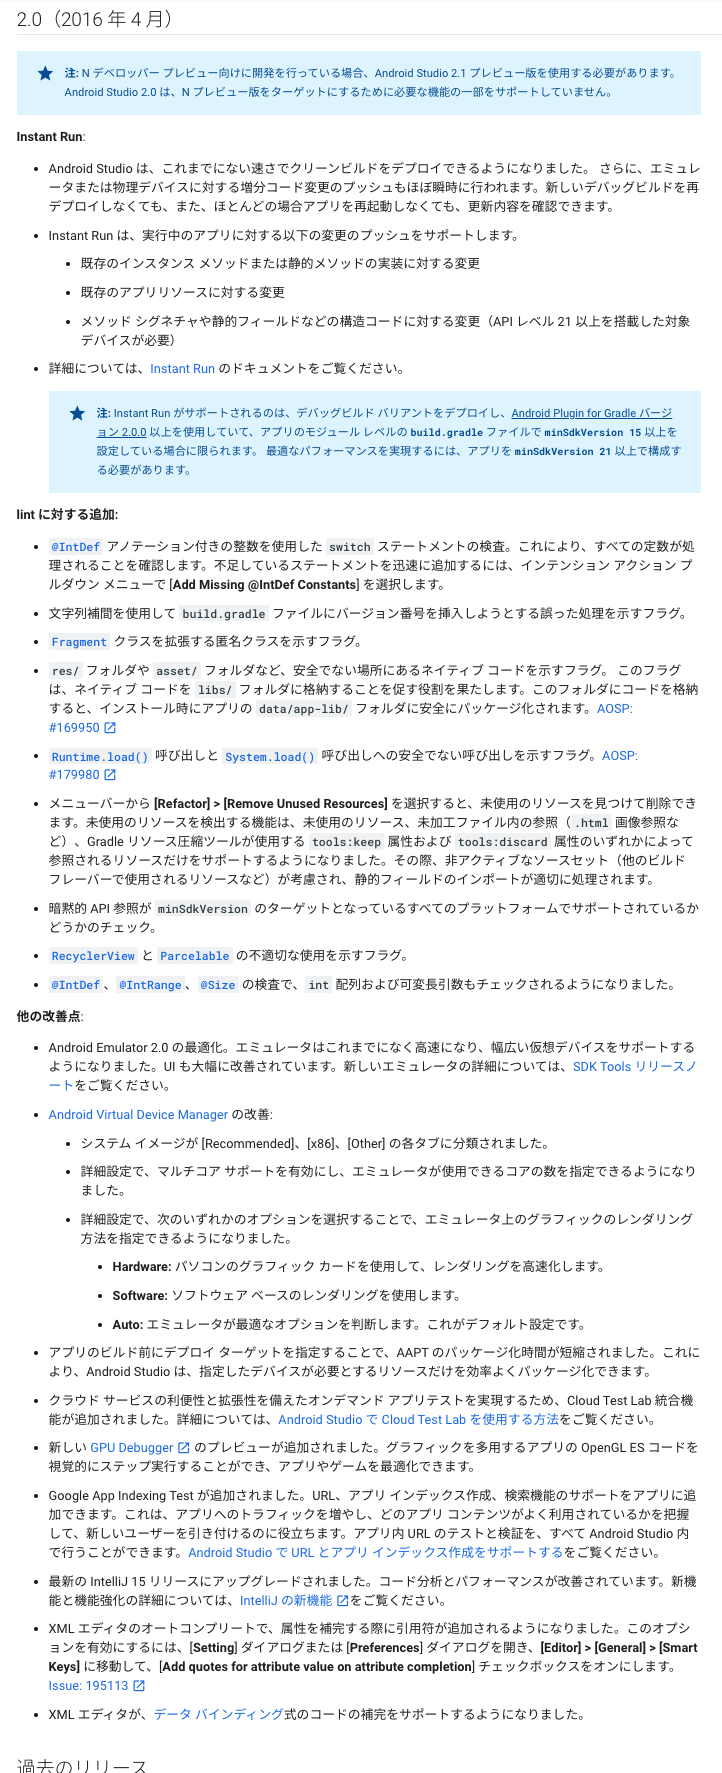 2.0（2016 年 4 月）
注: N デベロッパー プレビュー向けに開発を行っている場合、Android Studio 2.1 プレビュー版を使用する必要があります。
Android Studio 2.0 は、N プレビュー版をターゲットにするために必要な機能の一部をサポートしていません。
Instant Run:
Android Studio は、これまでにない速さでクリーンビルドをデプロイできるようになりました。 さらに、エミュレ
ータまたは物理デバイスに対する増分コード変更のプッシュもほぼ瞬時に行われます。新しいデバッグビルドを再
デプロイしなくても、また、ほとんどの場合アプリを再起動しなくても、更新内容を確認できます。
Instant Run は、実行中のアプリに対する以下の変更のプッシュをサポートします。
既存のインスタンス メソッドまたは静的メソッドの実装に対する変更
既存のアプリリソースに対する変更
メソッド シグネチャや静的フィールドなどの構造コードに対する変更（API レベル 21 以上を搭載した対象
デバイスが必要）
詳細については、Instant Run のドキュメントをご覧ください。
注: Instant Run がサポートされるのは、デバッグビルド バリアントをデプロイし、Android Plugin for Gradle バージ
ョン 2.0.0 以上を使用していて、アプリのモジュール レベルの build.gradle ファイルで minSdkVersion 15 以上を
設定している場合に限られます。 最適なパフォーマンスを実現するには、アプリを minSdkVersion 21 以上で構成す
る必要があります。
lint に対する追加:
@IntDef アノテーション付きの整数を使用した switch ステートメントの検査。これにより、すべての定数が処
理されることを確認します。不足しているステートメントを迅速に追加するには、インテンション アクション プ
ルダウン メニューで [Add Missing @IntDef Constants] を選択します。
文字列補間を使用して build.gradle ファイルにバージョン番号を挿入しようとする誤った処理を示すフラグ。
Fragment クラスを拡張する匿名クラスを示すフラグ。
res/ フォルダや asset/ フォルダなど、安全でない場所にあるネイティブ コードを示すフラグ。 このフラグ
は、ネイティブ コードを libs/ フォルダに格納することを促す役割を果たします。このフォルダにコードを格納
すると、インストール時にアプリの data/app-lib/ フォルダに安全にパッケージ化されます。AOSP:
#169950
Runtime.load() 呼び出しと System.load() 呼び出しへの安全でない呼び出しを示すフラグ。AOSP:
#179980
メニューバーから [Refactor] > [Remove Unused Resources] を選択すると、未使用のリソースを見つけて削除でき
ます。未使用のリソースを検出する機能は、未使用のリソース、未加工ファイル内の参照（ .html 画像参照な
ど）、Gradle リソース圧縮ツールが使用する tools:keep 属性および tools:discard 属性のいずれかによって
参照されるリソースだけをサポートするようになりました。その際、非アクティブなソースセット（他のビルド
フレーバーで使用されるリソースなど）が考慮され、静的フィールドのインポートが適切に処理されます。
暗黙的 API 参照が minSdkVersion のターゲットとなっているすべてのプラットフォームでサポートされているか
どうかのチェック。
RecyclerView と Parcelable の不適切な使用を示すフラグ。
@IntDef、@IntRange、@Size の検査で、int 配列および可変長引数もチェックされるようになりました。
他の改善点:
Android Emulator 2.0 の最適化。エミュレータはこれまでになく高速になり、幅広い仮想デバイスをサポートする
ようになりました。UI も大幅に改善されています。新しいエミュレータの詳細については、SDK Tools リリースノ
ートをご覧ください。
Android Virtual Device Manager の改善:
システム イメージが [Recommended]、[x86]、[Other] の各タブに分類されました。
詳細設定で、マルチコア サポートを有効にし、エミュレータが使用できるコアの数を指定できるようになり
ました。
詳細設定で、次のいずれかのオプションを選択することで、エミュレータ上のグラフィックのレンダリング
方法を指定できるようになりました。
Hardware: パソコンのグラフィック カードを使用して、レンダリングを高速化します。
Software: ソフトウェア ベースのレンダリングを使用します。
Auto: エミュレータが最適なオプションを判断します。これがデフォルト設定です。
アプリのビルド前にデプロイ ターゲットを指定することで、AAPT のパッケージ化時間が短縮されました。これに
より、Android Studio は、指定したデバイスが必要とするリソースだけを効率よくパッケージ化できます。
クラウド サービスの利便性と拡張性を備えたオンデマンド アプリテストを実現するため、Cloud Test Lab 統合機
能が追加されました。詳細については、Android Studio で Cloud Test Lab を使用する方法をご覧ください。
新しい GPU Debugger のプレビューが追加されました。グラフィックを多用するアプリの OpenGL ES コードを
視覚的にステップ実行することができ、アプリやゲームを最適化できます。
Google App Indexing Test が追加されました。URL、アプリ インデックス作成、検索機能のサポートをアプリに追
加できます。これは、アプリへのトラフィックを増やし、どのアプリ コンテンツがよく利用されているかを把握
して、新しいユーザーを引き付けるのに役立ちます。アプリ内 URL のテストと検証を、すべて Android Studio 内
で行うことができます。Android Studio で URL とアプリ インデックス作成をサポートするをご覧ください。
最新の IntelliJ 15 リリースにアップグレードされました。コード分析とパフォーマンスが改善されています。新機
能と機能強化の詳細については、IntelliJ の新機能 をご覧ください。
XML エディタのオートコンプリートで、属性を補完する際に引用符が追加されるようになりました。このオプシ
ョンを有効にするには、[Setting] ダイアログまたは [Preferences] ダイアログを開き、[Editor] > [General] > [Smart
Keys] に移動して、[Add quotes for attribute value on attribute completion] チェックボックスをオンにします。
Issue: 195113
XML エディタが、データ バインディング式のコードの補完をサポートするようになりました。
過去のリリース